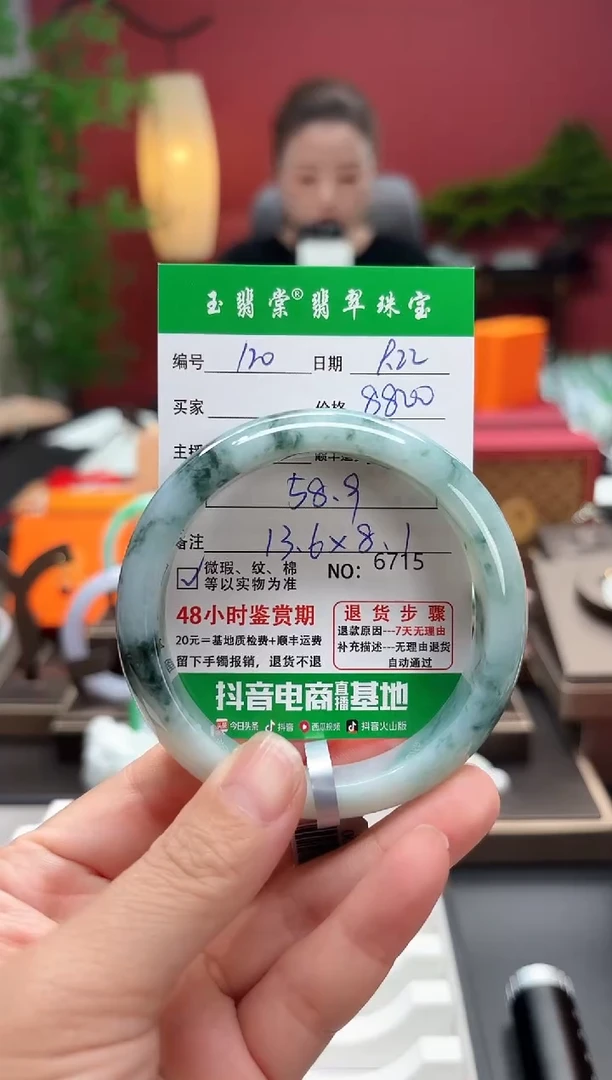 玉翡棠®翡翠珠宝
编号 120 日期 5.22
买家 价格 8800
主播
58.9
备注 13.6×8.1
微瑕、纹、棉
等以实物为准
NO: 6715
48小时鉴赏期
20元=基地质检费+顺丰运费
留下手镯报销，退货不退
退货步骤
退款原因---7天无理由
补充描述---无理由退货
自动通过
抖音电商直播基地
今日头条 抖音 西瓜视频 抖音火山版